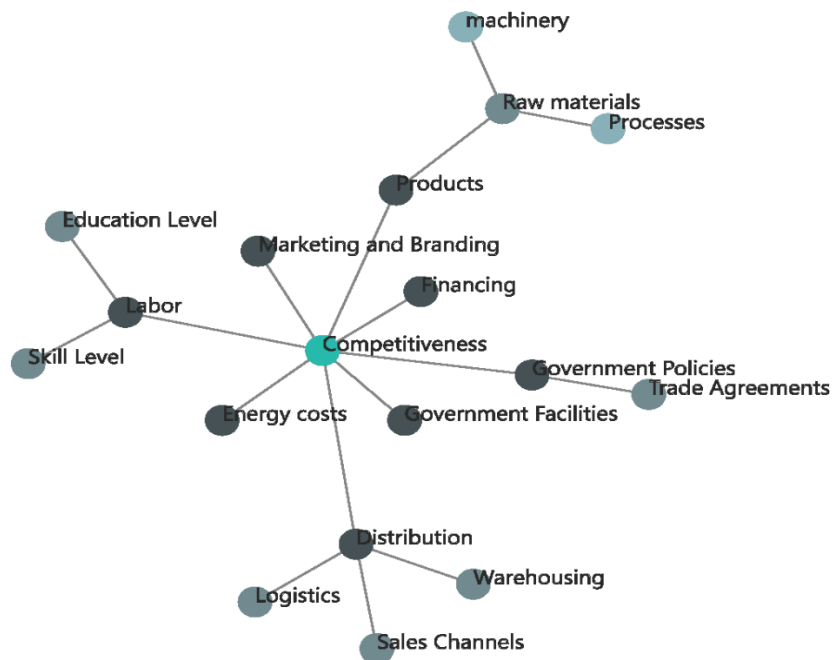 machinery
Raw materials
Processes
Products
Education Level
Marketing and Branding
Financing
Labor
Competitiveness
Skill Level
Government Policies
Trade Agreements
Energy costs
Government Facilities
Distribution
Warehousing
Logistics
Sales Channels